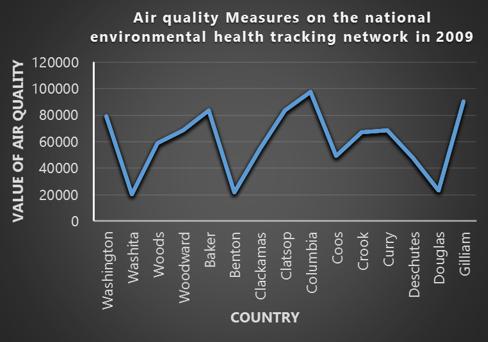 Air quality Measures on the national
environmental health tracking network in 2009
VALUE OF AIR QUALITY
120000
100000
80000
60000
40000
20000
0
Washington
Washita
Woods
Woodward
Baker
Benton
Clackamas
Clatsop
Columbia
Coos
Crook
Curry
Deschutes
Douglas
Gilliam
COUNTRY